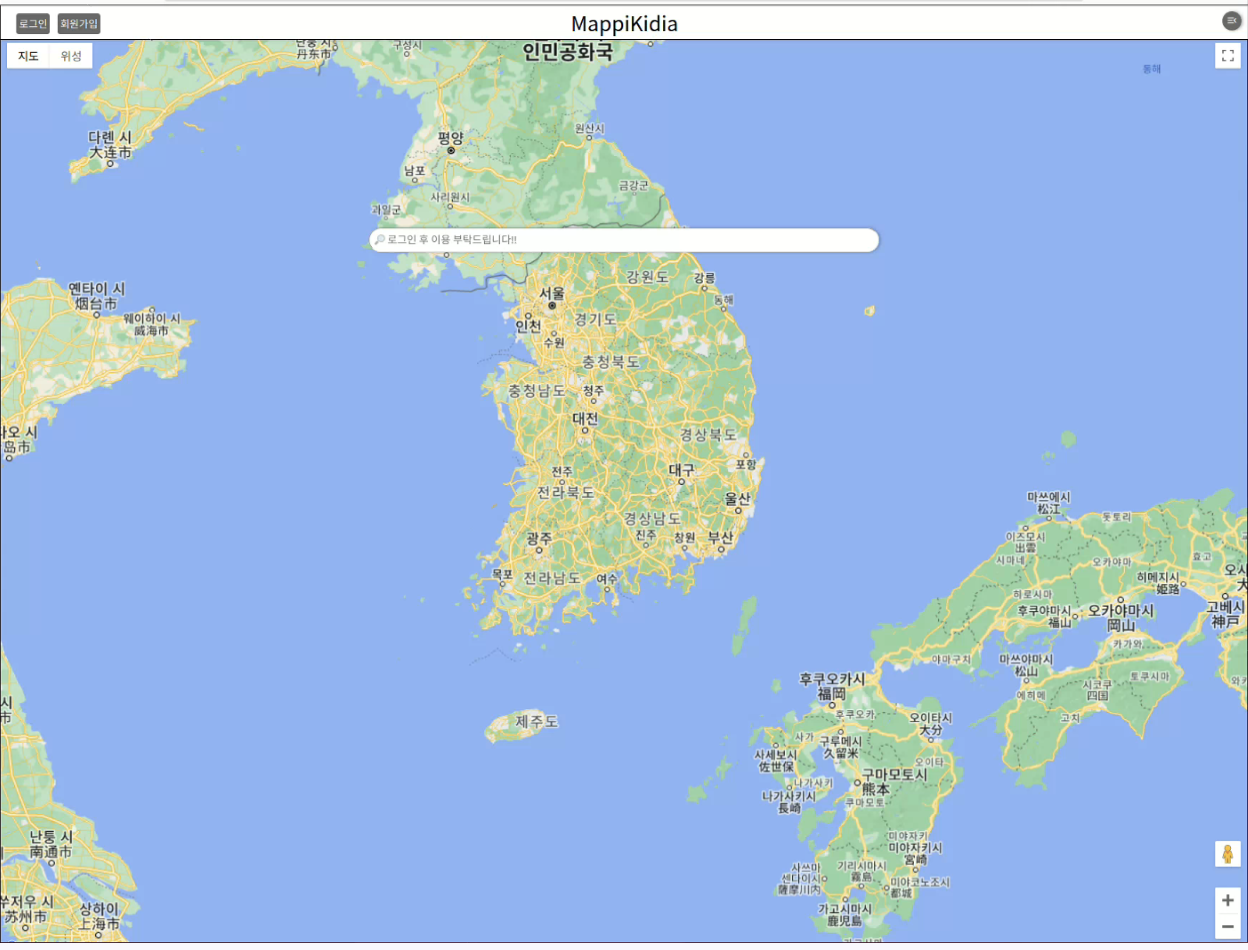 로그인 회원가입
MappiKidia
지도 위성
인민공화국
丹东市
구성시
동해
다롄 시
大连市
평양
원산시
남포
금강군
사리원시
과일군
로그인 후 이용 부탁드립니다!!
강원도
강릉
옌타이 시
烟台市
서울
동해
웨이하이 시
威海市
인천
경기도
수원
충청북도
충청남도
청주
대전
경상북도
岛市
포항
대구
전주
전라북도
울산
마쓰에시
松江
경상남도
돗토리
진주
창원
부산
광주
이즈모시
出雲
시마네
효고
오카야마
목포
전라남도
여수
히메지시
姫路
히로시마
후쿠야마시
福山
오카야마시
岡山
고베시
神戸
카가와
야마구치
마쓰야마시
松山
후쿠오카시
福岡
토쿠시마
시코쿠
四国
에히메
고치
후쿠오카
오이타시
大分
제주도
사가
구루메시
久留米
사세보시
佐世保
오이타
구마모토시
熊本
나가사키
나가사키시
長崎
쿠마모토
난퉁 시
南通市
미야자키
미야자키시
宮崎
사쓰마
센다이시
薩摩川内
기리시마시
霧島
미야코노조시
都城
쑤저우 시
苏州市
상하이
上海市
가고시마시
鹿児島